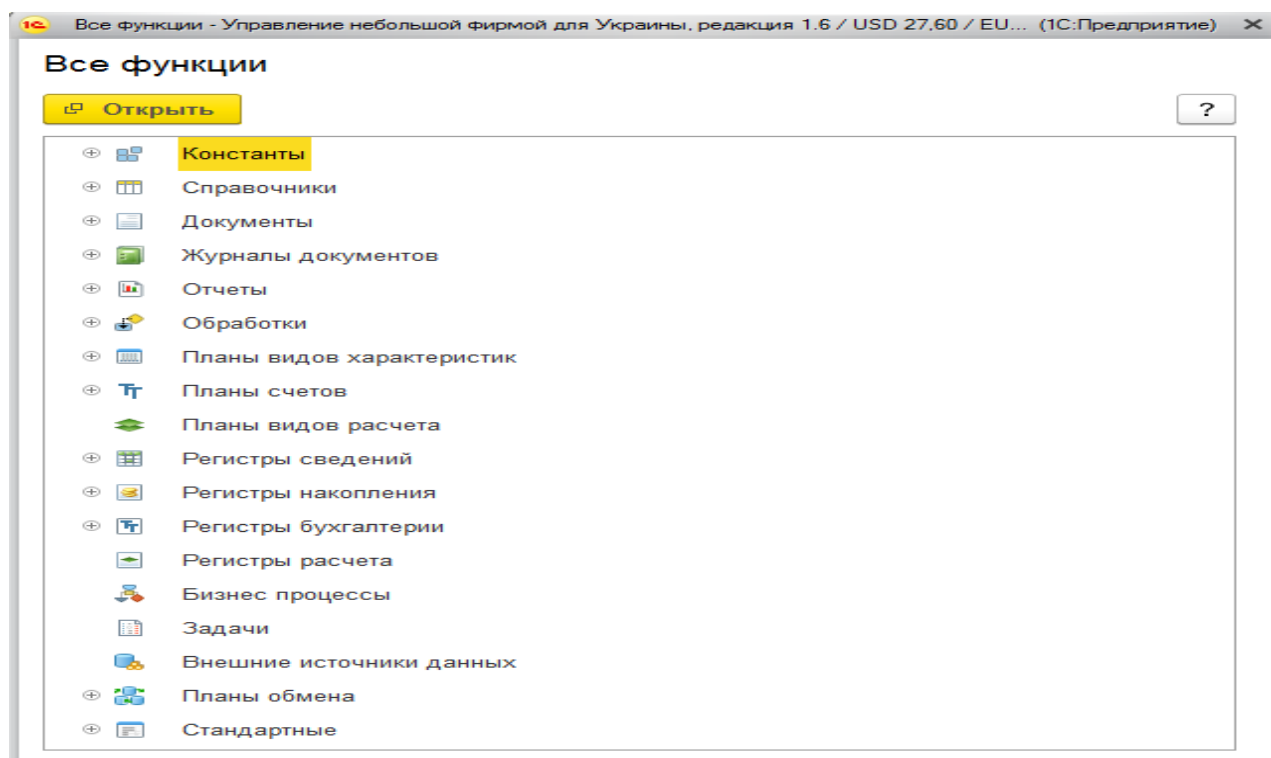 1С Все функции - Управление небольшой фирмой для Украины, редакция 1.6 / USD 27,60 / EU... (1С:Предприятие)
Все функции
Открыть ?
Константы
Справочники
Документы
Журналы документов
Отчеты
Обработки
Планы видов характеристик
Тт Планы счетов
Планы видов расчета
Регистры сведений
Регистры накопления
Тт Регистры бухгалтерии
Регистры расчета
Бизнес процессы
Задачи
Внешние источники данных
Планы обмена
Стандартные